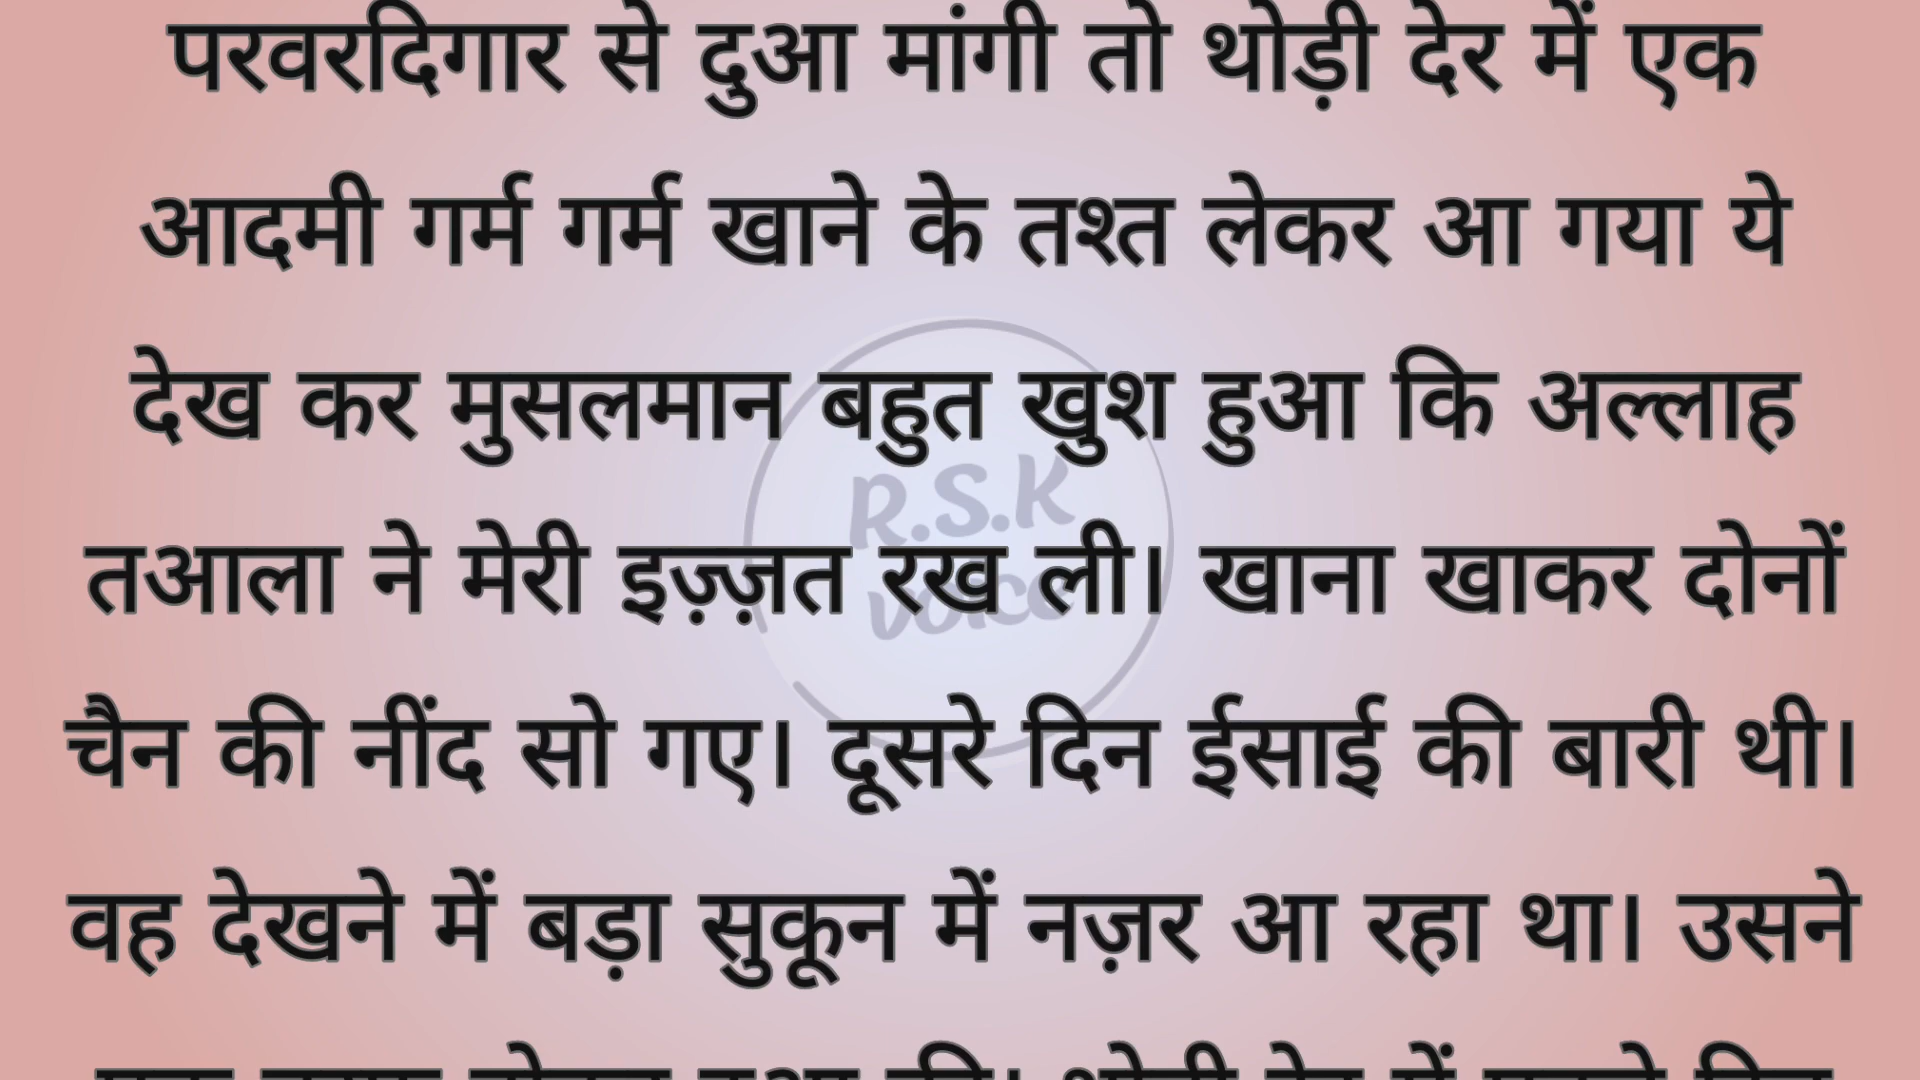 परवरदिगार से दुआ मांगी तो थोड़ी देर में एक
आदमी गर्म गर्म खाने के तश्त लेकर आ गया ये
देख कर मुसलमान बहुत खुश हुआ कि अल्लाह
तआला ने मेरी इज़्ज़त रख ली। खाना खाकर दोनों
चैन की नींद सो गए। दूसरे दिन ईसाई की बारी थी।
वह देखने में बड़ा सुकून में नज़र आ रहा था। उसने
R.S.K
voice